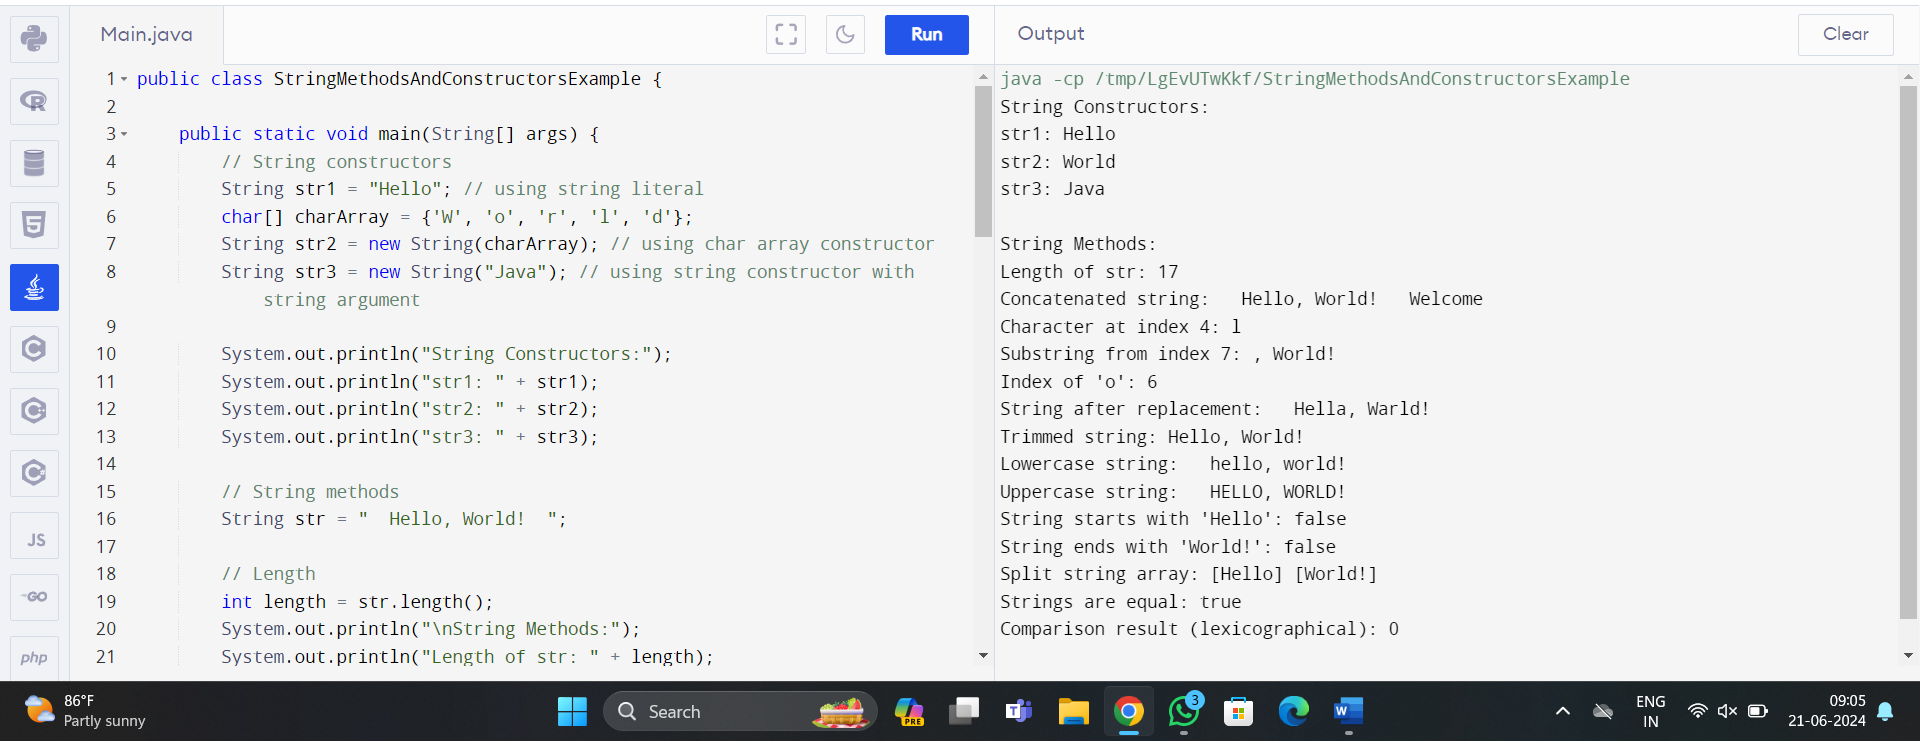 Main.java
Run
1 public class StringMethodsAndConstructorsExample {
2
3 public static void main(String[] args) {
4 // String constructors
5 String str1 = "Hello"; // using string literal
6 char[] charArray = {'W', 'o', 'r', 'l', 'd'};
7 String str2 = new String(charArray); // using char array constructor
8 String str3 = new String("Java"); // using string constructor with
string argument
9
10 System.out.println("String Constructors:");
11 System.out.println("str1: " + str1);
12 System.out.println("str2: " + str2);
13 System.out.println("str3: " + str3);
14
15 // String methods
16 String str = "  Hello, World!  ";
17
18 // Length
19 int length = str.length();
20 System.out.println("\nString Methods:");
21 System.out.println("Length of str: " + length);
JS
GO
php
Output
Clear
java -cp /tmp/LgEvUTwKkf/StringMethodsAndConstructorsExample
String Constructors:
str1: Hello
str2: World
str3: Java
String Methods:
Length of str: 17
Concatenated string:   Hello, World!   Welcome
Character at index 4: l
Substring from index 7: , World!
Index of 'o': 6
String after replacement:   Hella, Warld!
Trimmed string: Hello, World!
Lowercase string:   hello, world!
Uppercase string:   HELLO, WORLD!
String starts with 'Hello': false
String ends with 'World!': false
Split string array: [Hello] [World!]
Strings are equal: true
Comparison result (lexicographical): 0
86°F
Partly sunny
Search
PRE
3
ENG
IN
09:05
21-06-2024